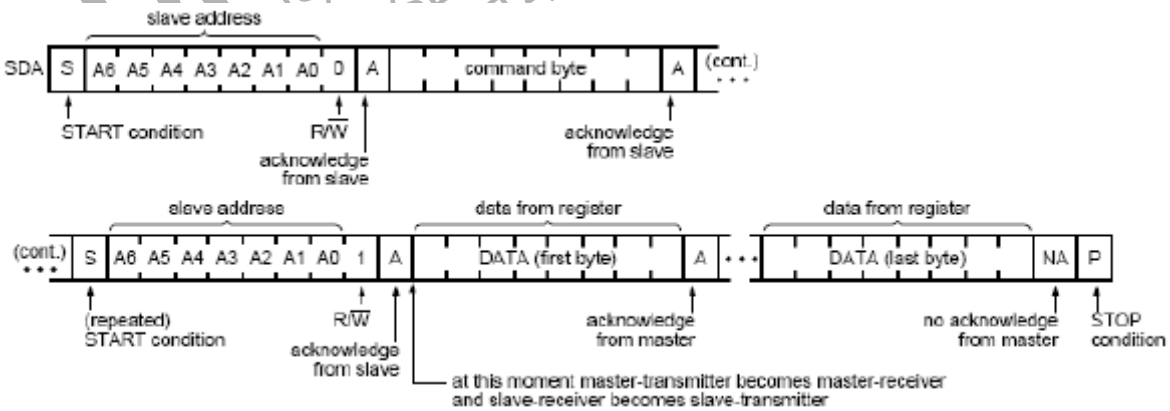 slave address
SDA S A6 A5 A4 A3 A2 A1 A0 0 A command byte A (cont.)
START condition R/W acknowledge from slave acknowledge from slave
slave address data from register data from register
(cont.) S A6 A5 A4 A3 A2 A1 A0 1 A DATA (first byte) A DATA (last byte) NA P
(repeated) START condition R/W acknowledge from slave acknowledge from master no acknowledge from master STOP condition
at this moment master-transmitter becomes master-receiver
and slave-receiver becomes slave-transmitter